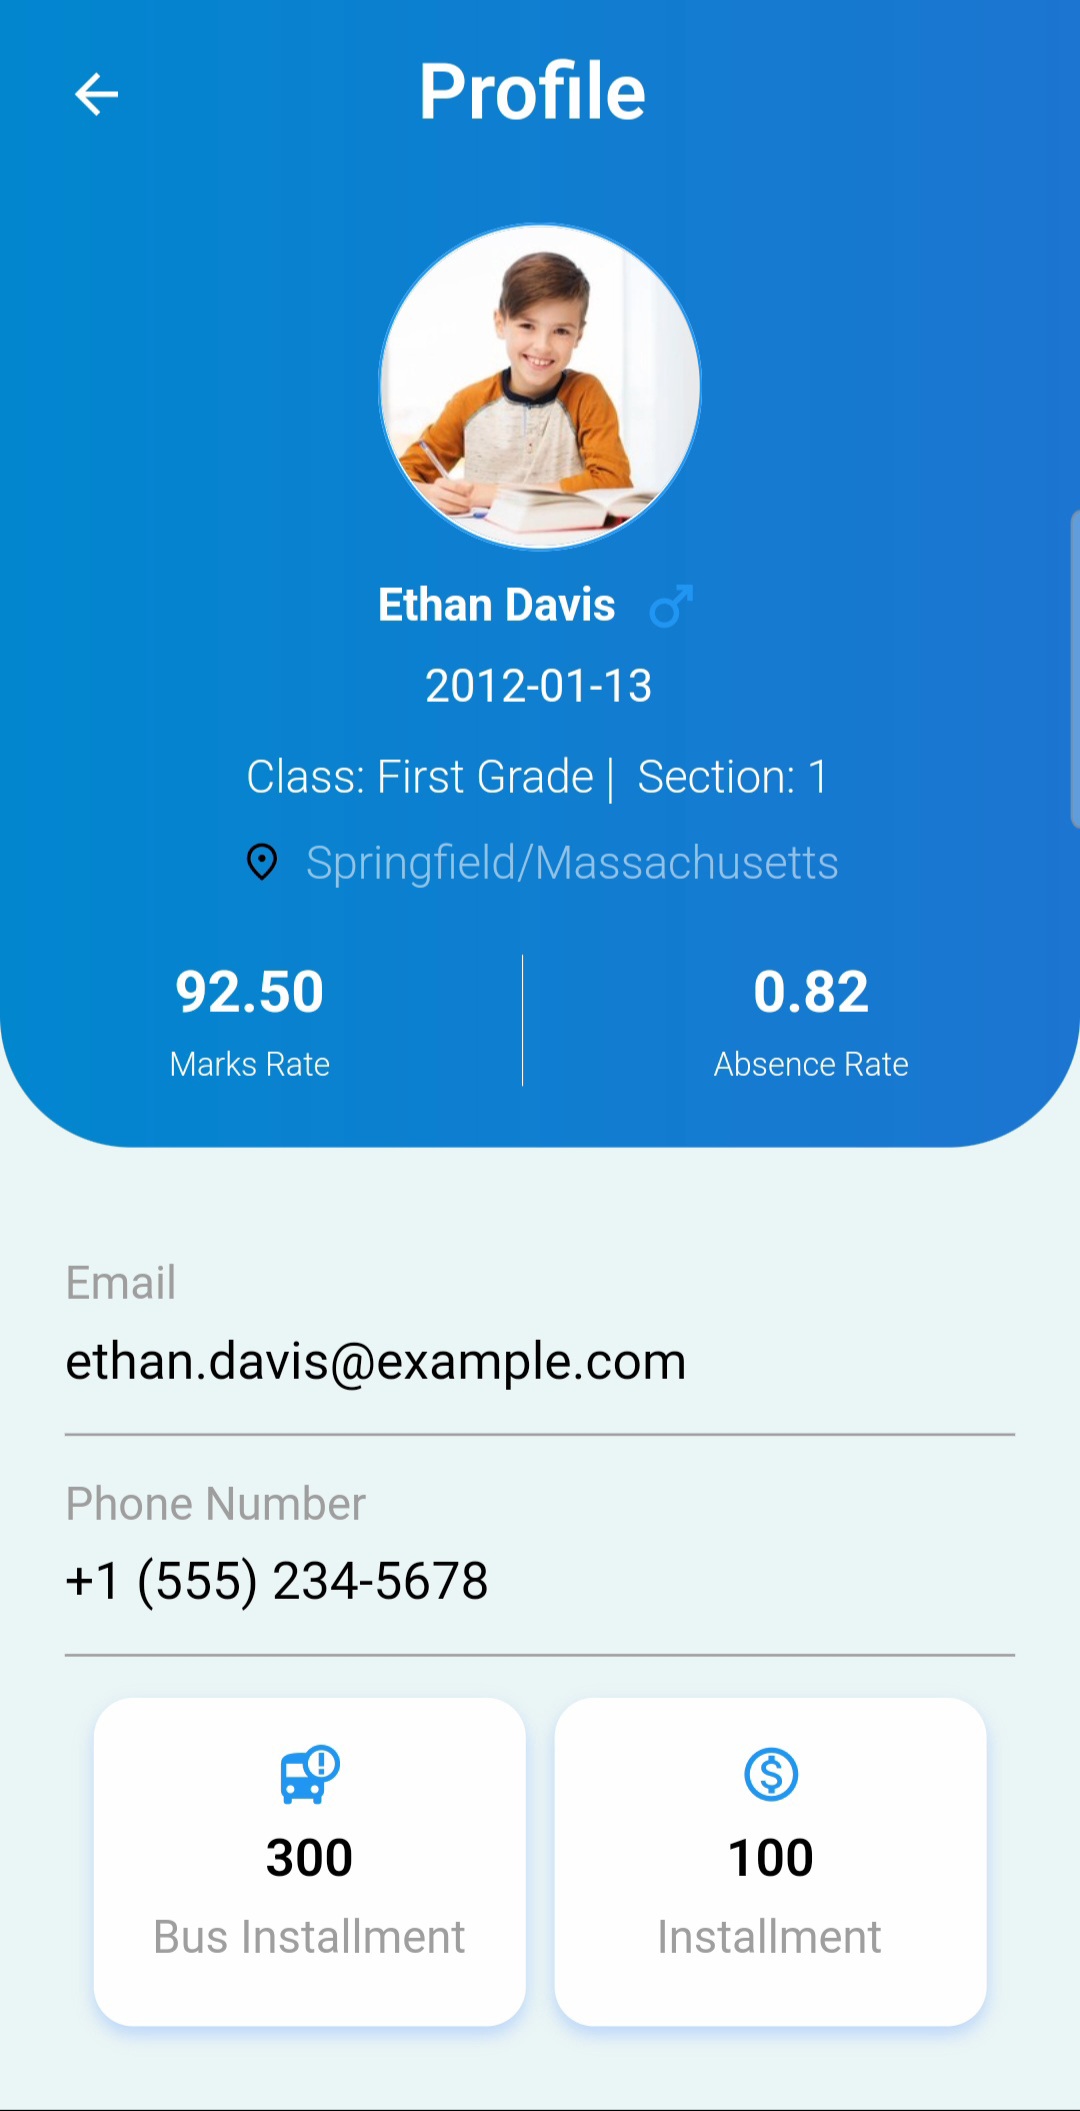 Profile
Ethan Davis
2012-01-13
Class: First Grade | Section: 1
Springfield/Massachusetts
92.50
0.82
Marks Rate
Absence Rate
Email
ethan.davis@example.com
Phone Number
+1 (555) 234-5678
300
100
Bus Installment
Installment